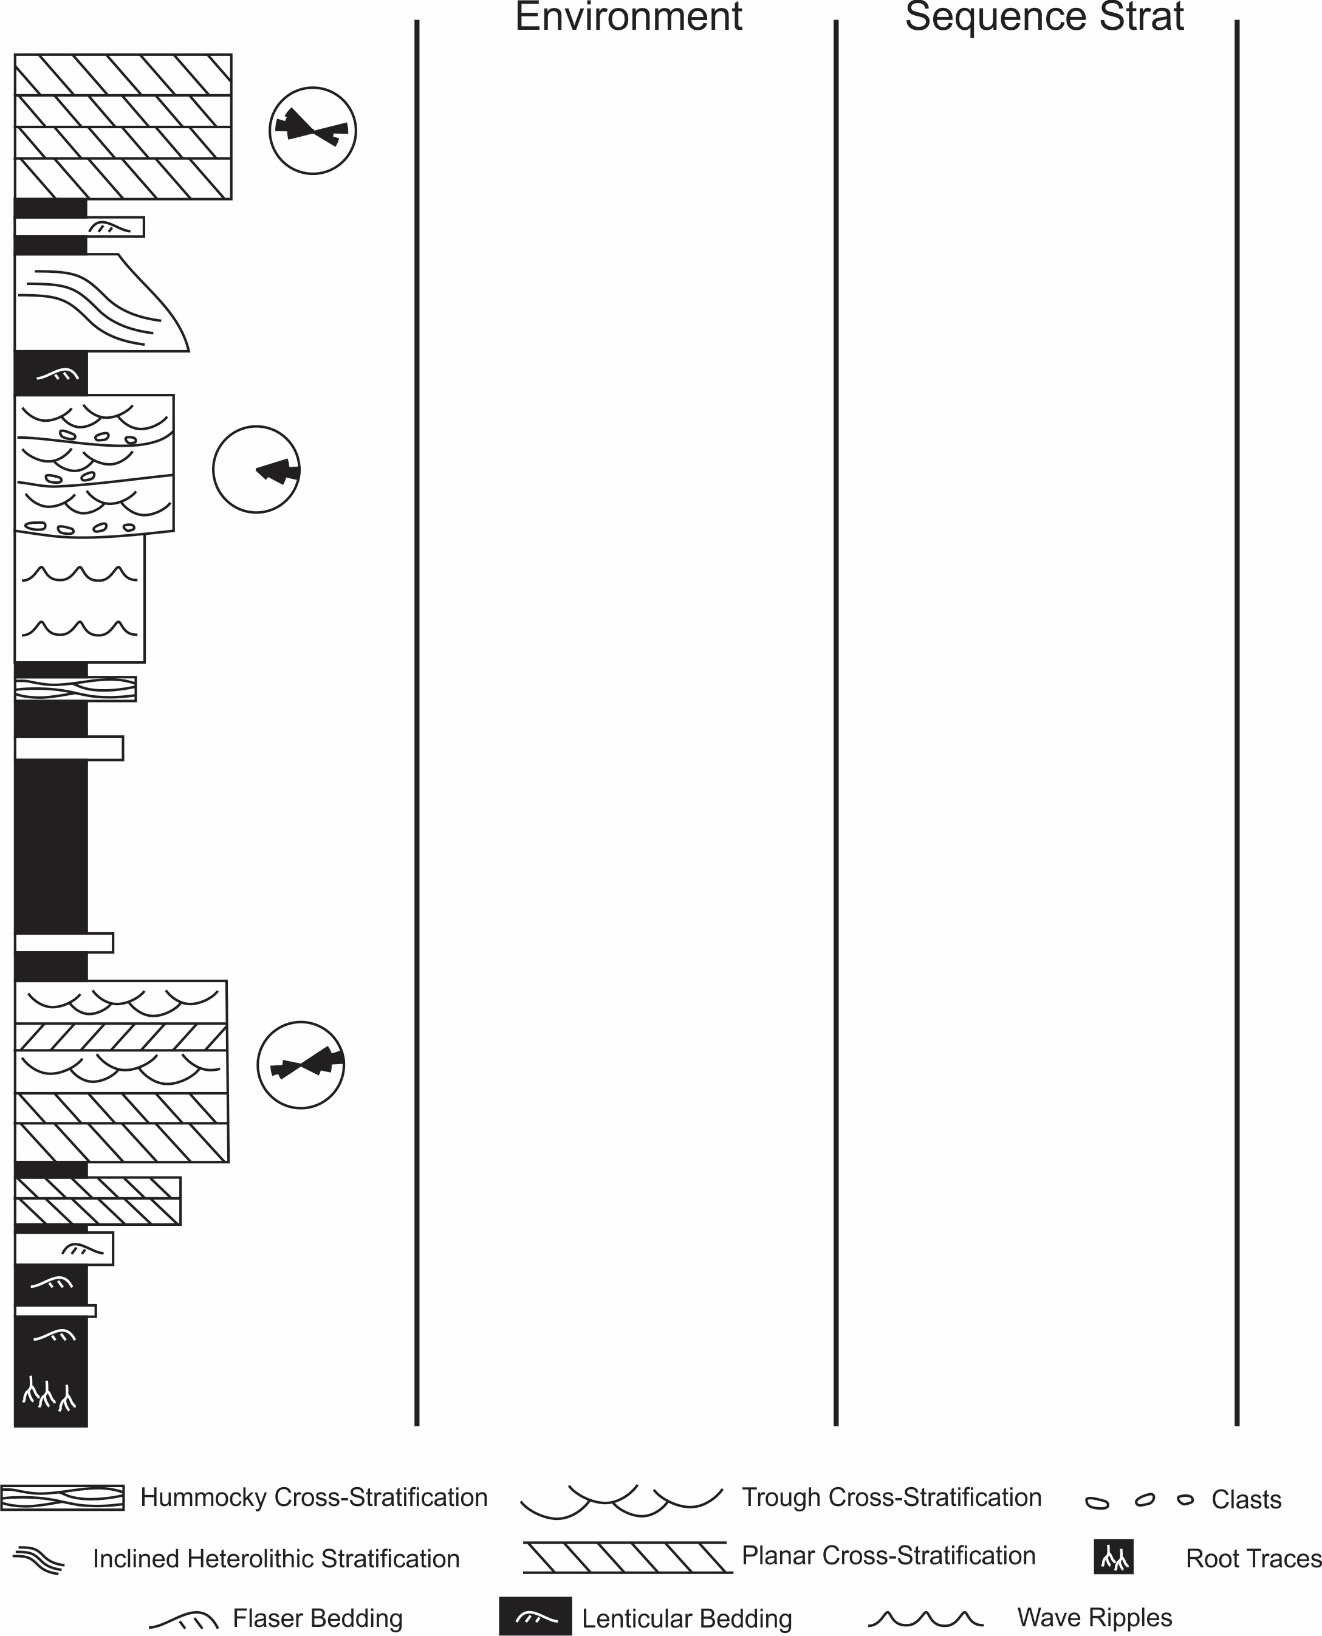 Environment
Sequence Strat
Hummocky Cross-Stratification
Trough Cross-Stratification
Clasts
Inclined Heterolithic Stratification
Planar Cross-Stratification
Root Traces
Flaser Bedding
Lenticular Bedding
Wave Ripples